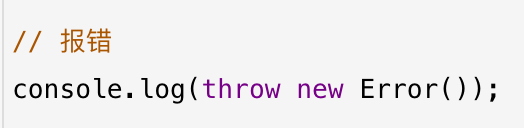 // 报错
console.log(throw new Error());